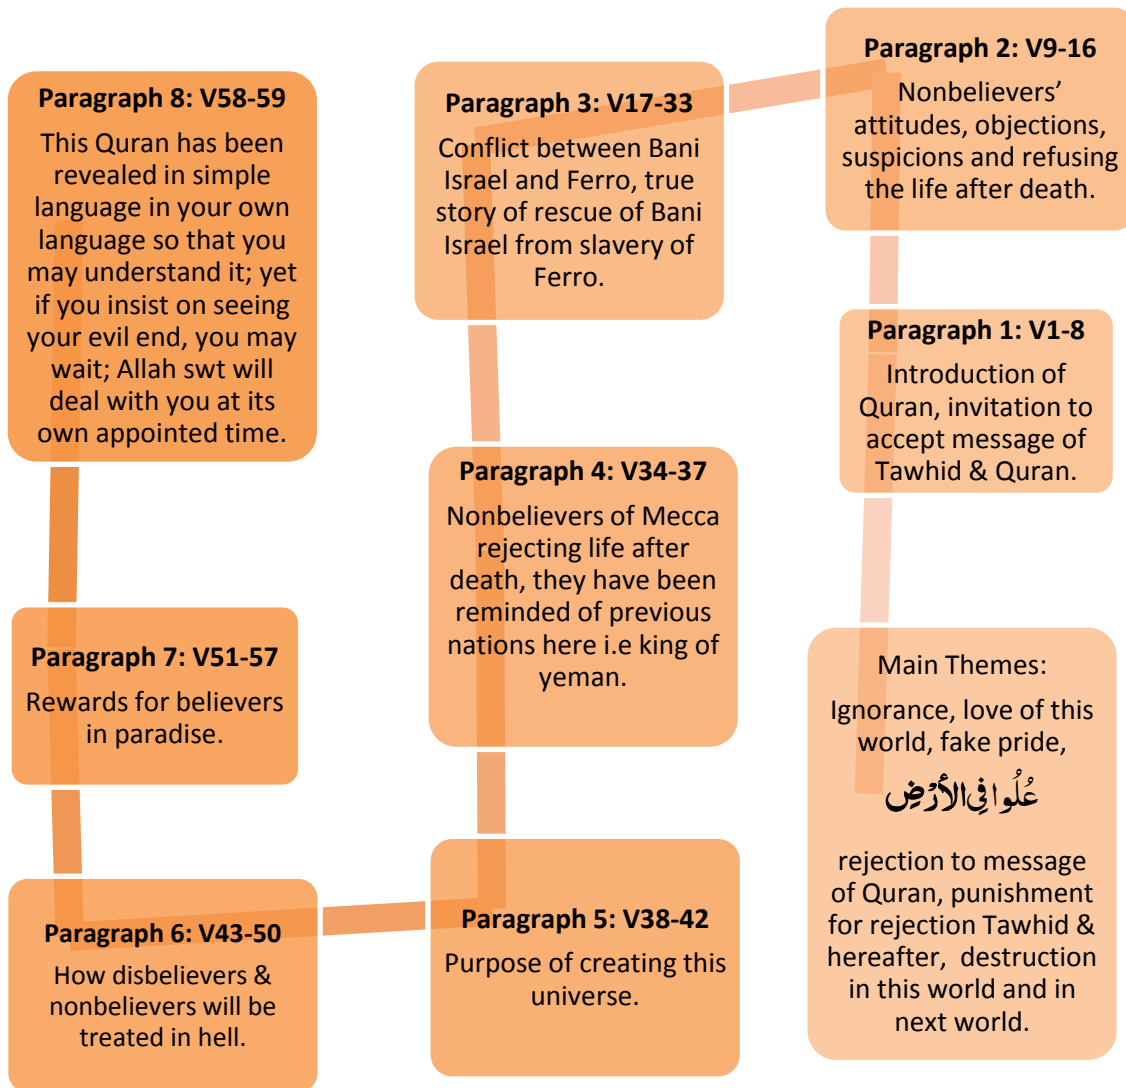 Main Themes:
Ignorance, love of this
world, fake pride,
عُلُوا فِي الأرْضِ
rejection to message
of Quran, punishment
for rejection Tawhid &
hereafter, destruction
in this world and in
next world.
Paragraph 1: V1-8
Introduction of
Quran, invitation to
accept message of
Tawhid & Quran.
Paragraph 2: V9-16
Nonbelievers’
attitudes, objections,
suspicions and refusing
the life after death.
Paragraph 3: V17-33
Conflict between Bani
Israel and Ferro, true
story of rescue of Bani
Israel from slavery of
Ferro.
Paragraph 4: V34-37
Nonbelievers of Mecca
rejecting life after
death, they have been
reminded of previous
nations here i.e king of
yeman.
Paragraph 5: V38-42
Purpose of creating this
universe.
Paragraph 6: V43-50
How disbelievers &
nonbelievers will be
treated in hell.
Paragraph 7: V51-57
Rewards for believers
in paradise.
Paragraph 8: V58-59
This Quran has been
revealed in simple
language in your own
language so that you
may understand it; yet
if you insist on seeing
your evil end, you may
wait; Allah swt will
deal with you at its
own appointed time.